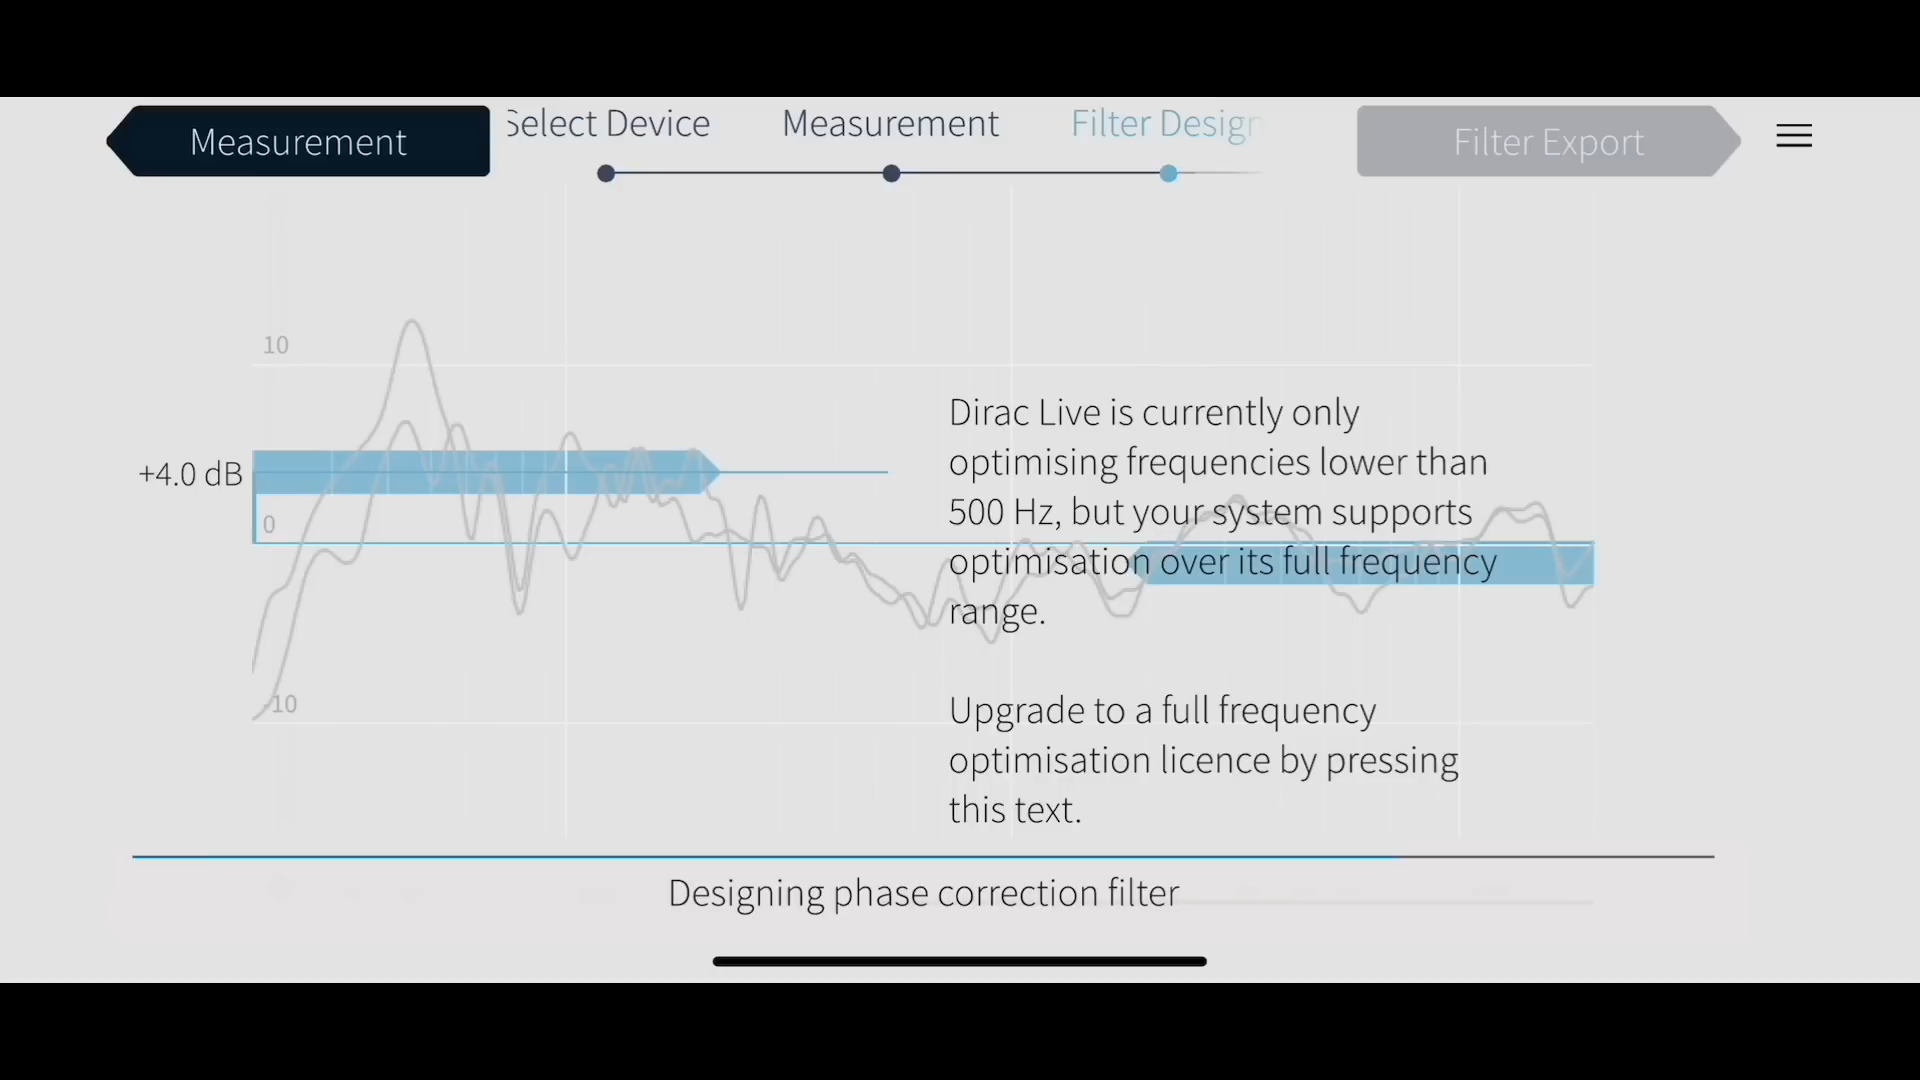 Measurement
Select Device
Measurement
Filter Design
Filter Export
10
+4.0 dB
0
-10
Dirac Live is currently only
optimising frequencies lower than
500 Hz, but your system supports
optimisation over its full frequency
range.
Upgrade to a full frequency
optimisation licence by pressing
this text.
Designing phase correction filter